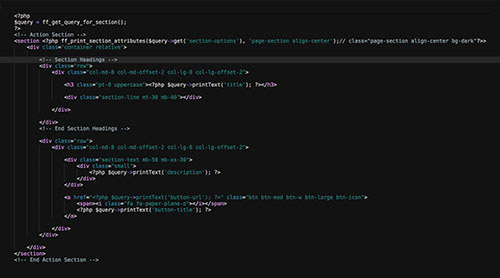 <?php
$query = ff_get_query_for_section();
?>
<!-- Action Section -->
<section <?php ff_print_section_attributes($query->get('section-options'), 'page-section align-center');// class="page-section align-center bg-dark"?>>
<div class="container relative">
<!-- Section Headings -->
<div class="row">
<div class="col-md-8 col-md-offset-2 col-lg-8 col-lg-offset-2">
<h3 class="pt-0 uppercase"><?php $query->printText('title'); ?></h3>
<div class="section-line mt-30 mb-40"></div>
</div>
</div>
<!-- End Section Headings -->
<div class="row">
<div class="col-md-8 col-md-offset-2 col-lg-8 col-lg-offset-2">
<div class="section-text mb-50 mb-xs-30">
<div class="small">
<?php $query->printText('description'); ?>
</div>
</div>
<a href="<?php $query->printText('button-url'); ?>" class="btn btn-mod btn-w btn-large btn-icon">
<span><i class="fa fa-paper-plane-o"></i></span>
<?php $query->printText('button-title'); ?>
</a>
</div>
</div>
</div>
</section>
<!-- End Action Section -->